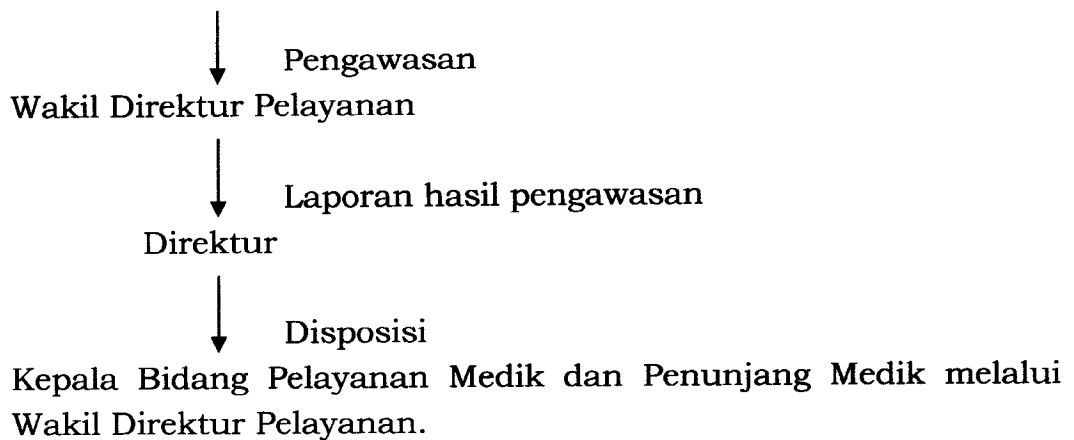 Pengawasan
Wakil Direktur Pelayanan
Laporan hasil pengawasan
Direktur
Disposisi
Kepala Bidang Pelayanan Medik dan Penunjang Medik melalui
Wakil Direktur Pelayanan.